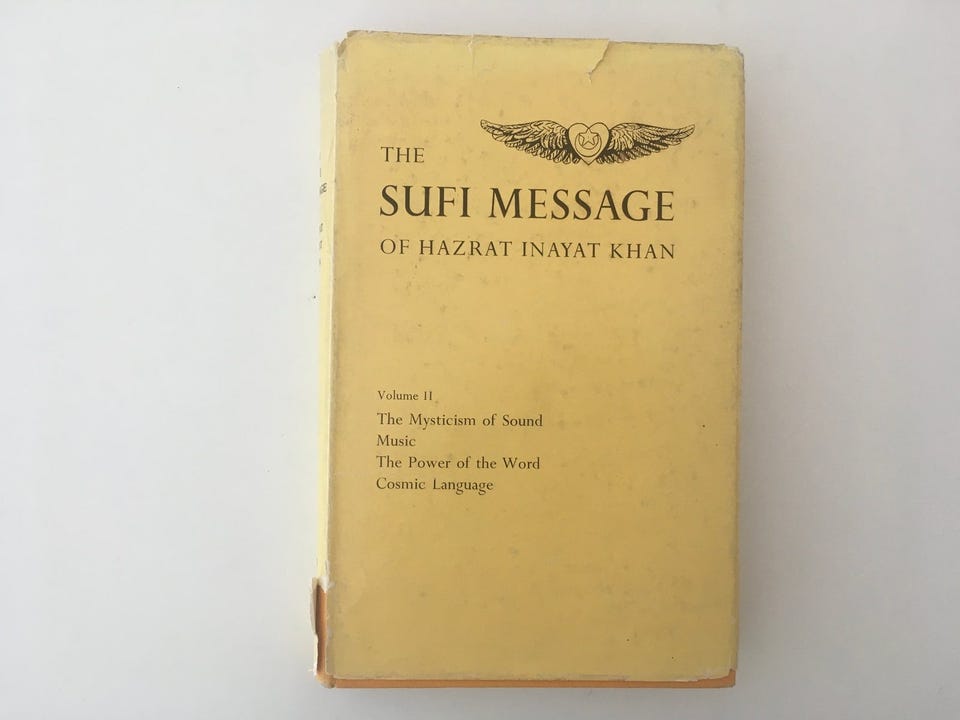 THE
SUFI MESSAGE
OF HAZRAT INAYAT KHAN
Volume II
The Mysticism of Sound
Music
The Power of the Word
Cosmic Language